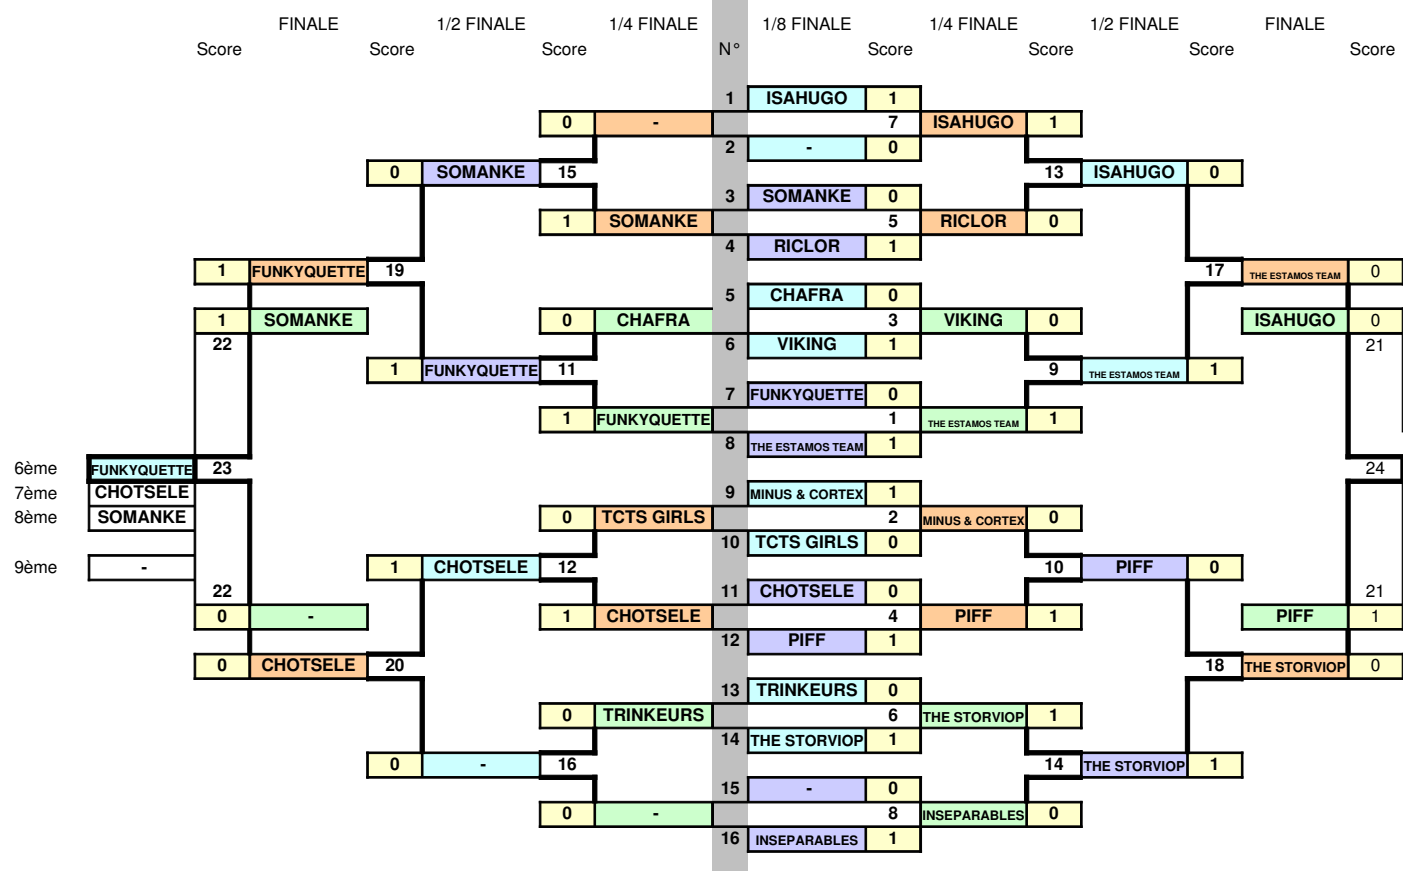 FINALE 1/2 FINALE 1/4 FINALE 1/8 FINALE 1/4 FINALE 1/2 FINALE FINALE
Score Score Score N° Score Score Score Score
1 ISAHUGO 1
0 - 7 ISAHUGO 1
2 - 0
0 SOMANKE 15 13 ISAHUGO 0
3 SOMANKE 0
1 SOMANKE 5 RICLOR 0
4 RICLOR 1
1 FUNKYQUETTE 19 17 THE ESTAMOS TEAM 0
5 CHAFRA 0
1 SOMANKE 0 CHAFRA 3 VIKING 0 ISAHUGO 0
22 6 VIKING 1 21
1 FUNKYQUETTE 11 9 THE ESTAMOS TEAM 1
7 FUNKYQUETTE 0
1 FUNKYQUETTE 1 THE ESTAMOS TEAM 1
8 THE ESTAMOS TEAM 1
6ème FUNKYQUETTE 23 24
7ème CHOTSELE 9 MINUS & CORTEX 1
8ème SOMANKE 0 TCTS GIRLS 2 MINUS & CORTEX 0
10 TCTS GIRLS 0
9ème - 1 CHOTSELE 12 10 PIFF 0
22 11 CHOTSELE 0 21
0 - 1 CHOTSELE 4 PIFF 1 PIFF 1
12 PIFF 1
0 CHOTSELE 20 18 THE STORVIOP 0
13 TRINKEURS 0
0 TRINKEURS 6 THE STORVIOP 1
14 THE STORVIOP 1
0 - 16 14 THE STORVIOP 1
15 - 0
0 - 8 INSEPARABLES 0
16 INSEPARABLES 1